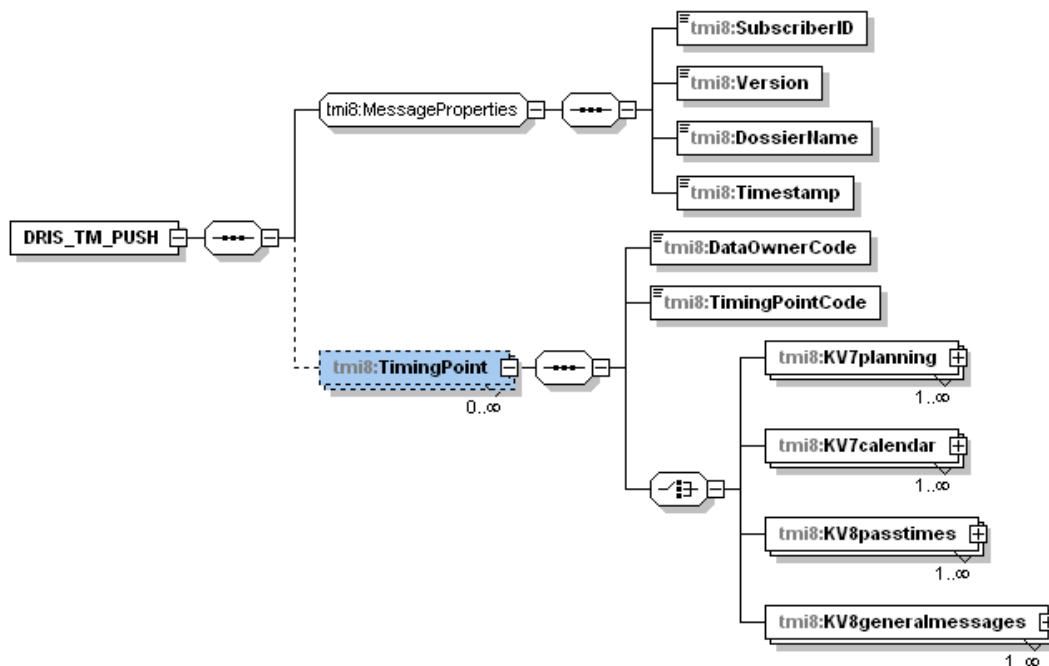 tmi8:SubscriberID
tmi8:Version
tmi8:MessageProperties
tmi8:DossierName
tmi8:Timestamp
DRIS_TM_PUSH
tmi8:DataOwnerCode
tmi8:TimingPointCode
tmi8:TimingPoint
0..∞
tmi8:KV7planning
1..∞
tmi8:KV7calendar
1..∞
tmi8:KV8passtimes
1..∞
tmi8:KV8generalmessages
1..∞